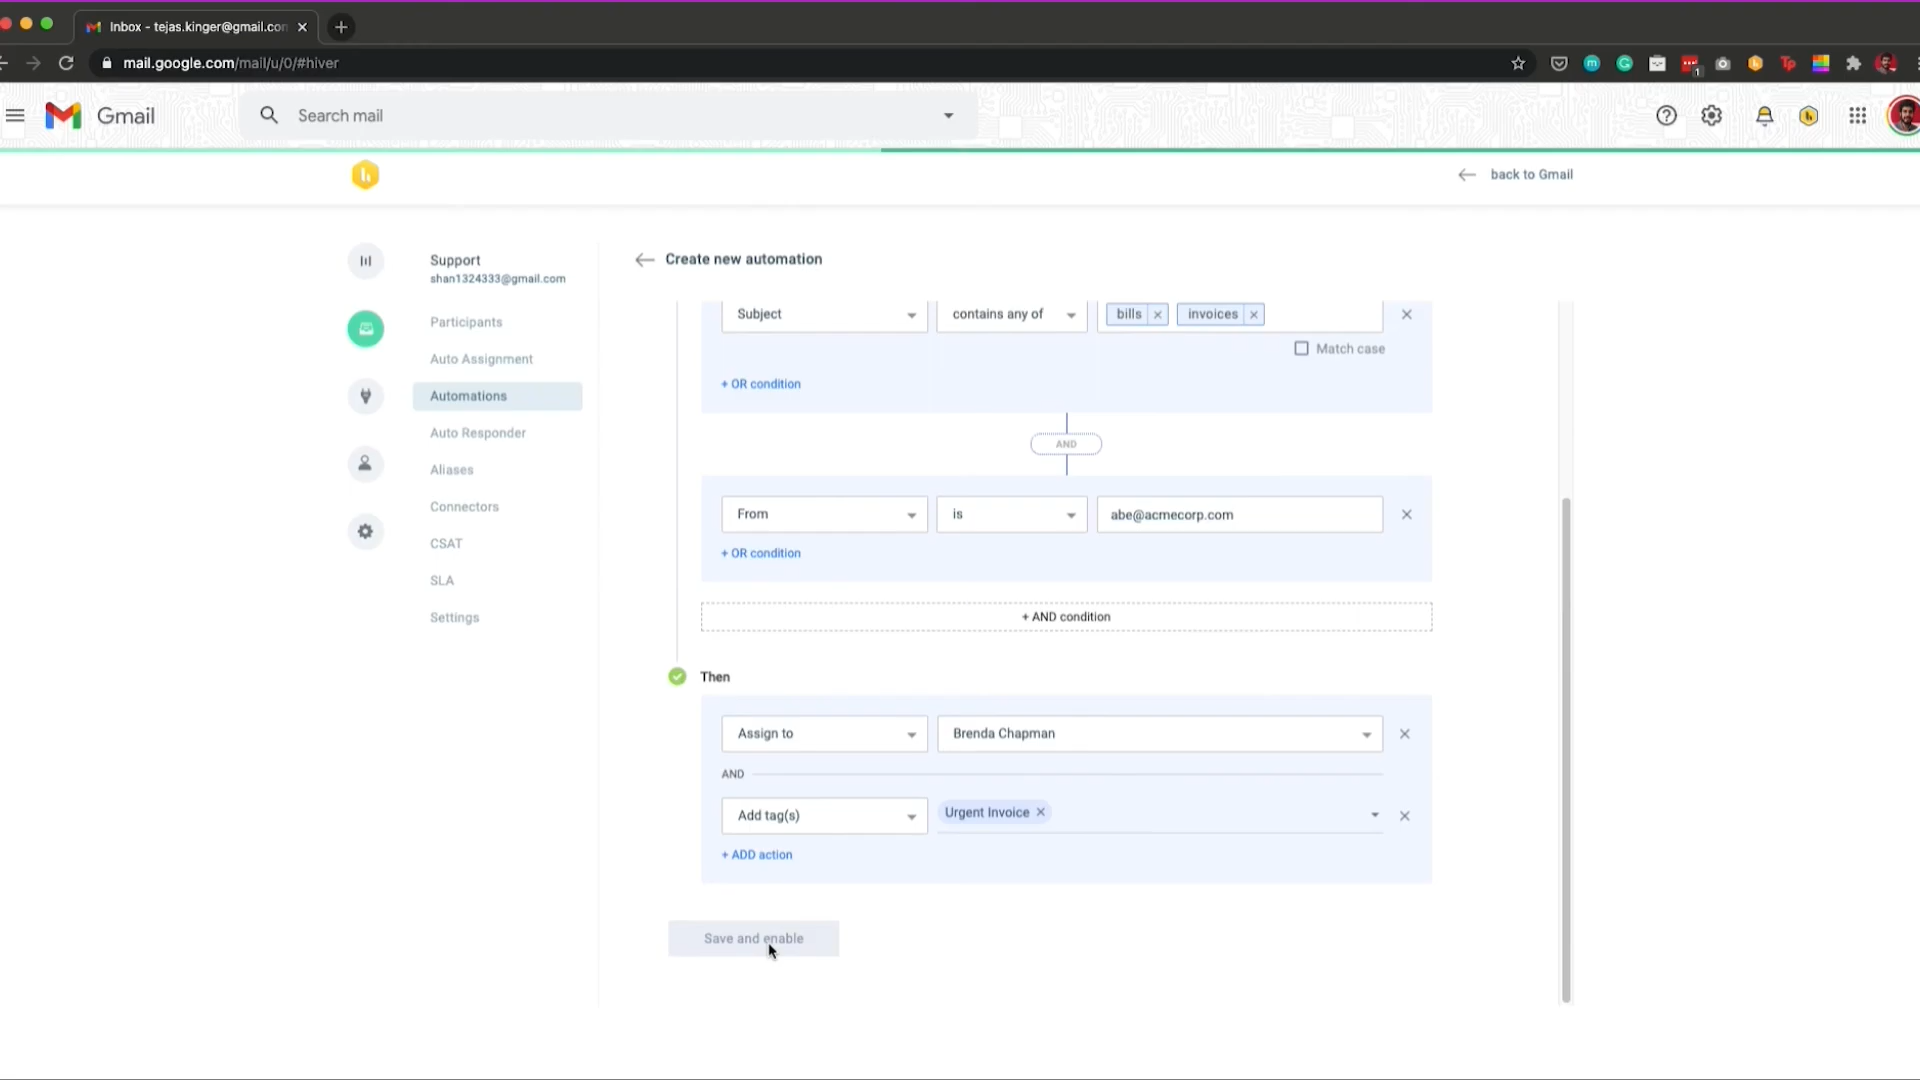 Inbox - tejas.kinger@gmail.con
mail.google.com/mail/u/0/#hiver
1
Tp
Gmail
Search mail
back to Gmail
Support
shan1324333@gmail.com
Participants
Auto Assignment
Automations
Auto Responder
Aliases
Connectors
CSAT
SLA
Settings
Create new automation
Subject
contains any of
bills
invoices
Match case
+ OR condition
AND
From
is
abe@acmecorp.com
+ OR condition
+ AND condition
Then
Assign to
Brenda Chapman
AND
Add tag(s)
Urgent Invoice
+ ADD action
Save and enable